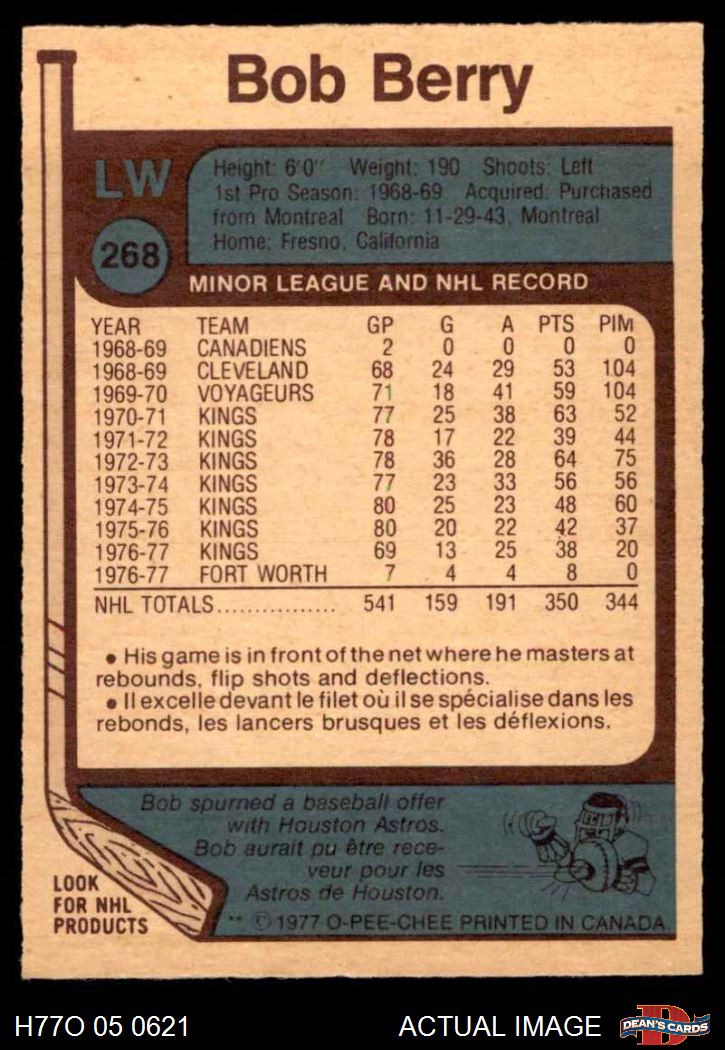 Bob Berry
LW
268
Height: 6'0" Weight: 190 Shoots: Left
1st Pro Season: 1968-69 Acquired: Purchased
from Montreal Born: 11-29-43, Montreal
Home: Fresno, California
MINOR LEAGUE AND NHL RECORD
YEAR TEAM GP G A PTS PIM
1968-69 CANADIENS 2 0 0 0 0
1968-69 CLEVELAND 68 24 29 53 104
1969-70 VOYAGEURS 71 18 41 59 104
1970-71 KINGS 77 25 38 63 52
1971-72 KINGS 78 17 22 39 44
1972-73 KINGS 78 36 28 64 75
1973-74 KINGS 77 23 33 56 56
1974-75 KINGS 80 25 23 48 60
1975-76 KINGS 80 20 22 42 37
1976-77 KINGS 69 13 25 38 20
1976-77 FORT WORTH 7 4 4 8 0
NHL TOTALS................ 541 159 191 350 344
• His game is in front of the net where he masters at
rebounds, flip shots and deflections.
• Il excelle devant le filet où il se spécialise dans les
rebonds, les lancers brusques et les déflexions.
Bob spurned a baseball offer
with Houston Astros.
Bob aurait pu être rece-
veur pour les
Astros de Houston.
LOOK
FOR NHL
PRODUCTS
** © 1977 O-PEE-CHEE PRINTED IN CANADA.
H77O 05 0621
ACTUAL IMAGE
D
DEAN'S CARDS